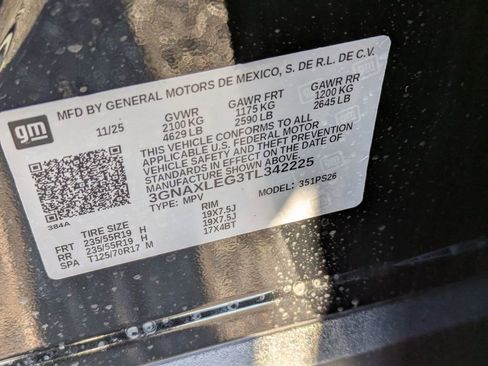 gm
MFD BY GENERAL MOTORS DE MEXICO, S. DE R.L. DE C.V.
11/25 GVWR GAWR FRT GAWR RR
2100 KG 1175 KG 1200 KG
4629 LB 2590 LB 2645 LB
THIS VEHICLE CONFORMS TO ALL
APPLICABLE U.S. FEDERAL MOTOR
VEHICLE SAFETY AND THEFT PREVENTION
STANDARDS IN EFFECT ON THE DATE OF
MANUFACTURE SHOWN ABOVE.
3GNAXLEG3TL342225
TYPE: MPV MODEL: 351PS26
384A
TIRE SIZE RIM
FRT 235/55R19 H 19X7.5J
RR 235/55R19 H 19X7.5J
SPA T125/70R17 M 17X4BT